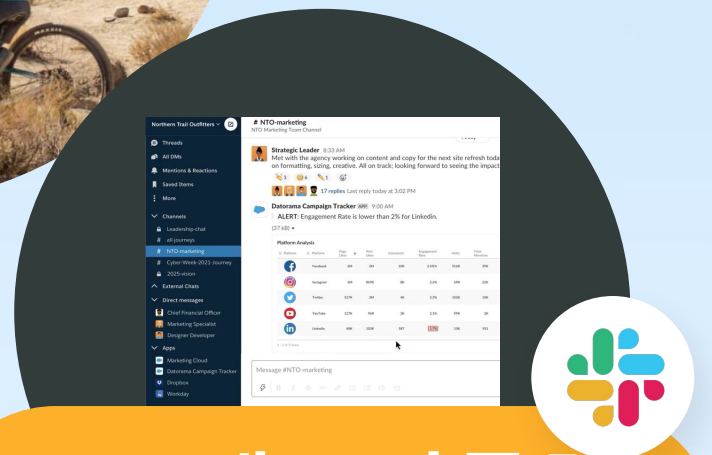 Northern Trail Outfitters
Threads
All DMs
Mentions & Reactions
Saved Items
More
Channels
Leadership-chat
# all-journeys
# NTO-marketing
# Cyber-Week-2021-Journey
2025-vision
External Chats
Direct messages
Chief Financial Officer
Marketing Specialist
Designer Developer
Apps
Marketing Cloud
Datorama Campaign Tracker
Dropbox
Workday
# NTO-marketing
NTO Marketing Team Channel
Strategic Leader 8:33 AM
Met with the agency working on content and copy for the next site refresh toda
on formatting, sizing, creative. All on track; looking forward to seeing the impact
17 replies Last reply today at 3:02 PM
Datorama Campaign Tracker APP 9:00 AM
ALERT: Engagement Rate is lower than 2% for Linkedin.
(37 kB)
Platform Analysis
Platform
Facebook
Instagram
Twitter
YouTube
LinkedIn
Message #NTO-marketing